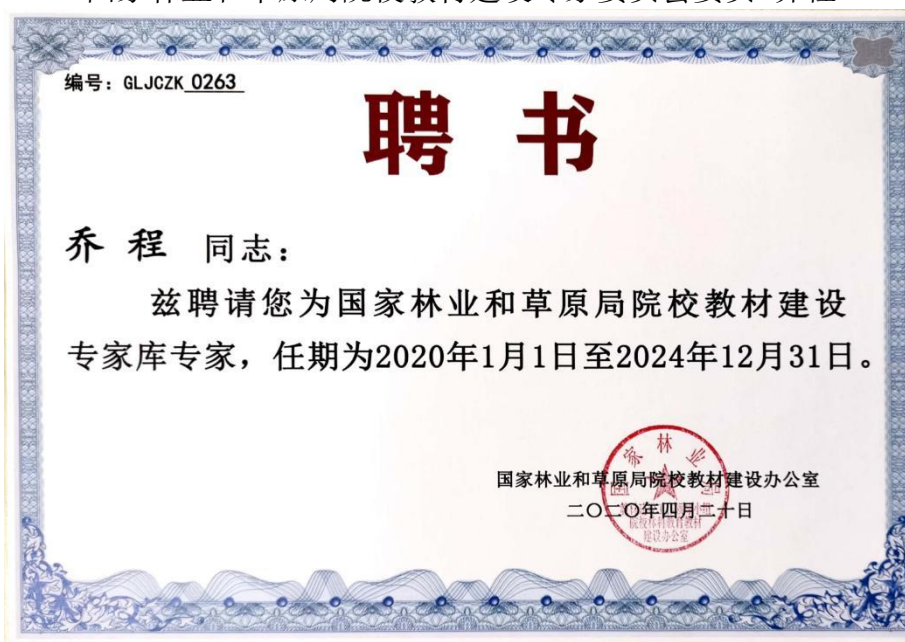 编号：GLJCZK 0263
聘书
乔程 同志：
兹聘请您为国家林业和草原局院校教材建设
专家库专家，任期为2020年1月1日至2024年12月31日。
国家林业和草原局院校教材建设办公室
二〇二〇年四月二十日